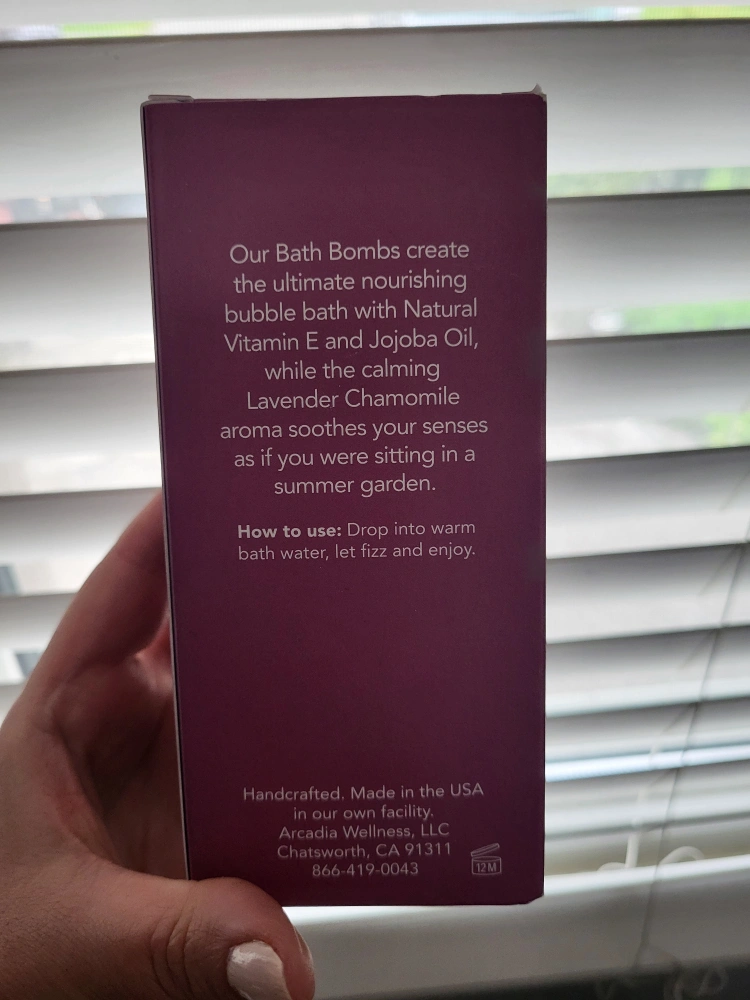 Our Bath Bombs create
the ultimate nourishing
bubble bath with Natural
Vitamin E and Jojoba Oil,
while the calming
Lavender Chamomile
aroma soothes your senses
as if you were sitting in a
summer garden.
How to use: Drop into warm
bath water, let fizz and enjoy.
Handcrafted. Made in the USA
in our own facility.
Arcadia Wellness, LLC
Chatsworth, CA 91311
866-419-0043
12M